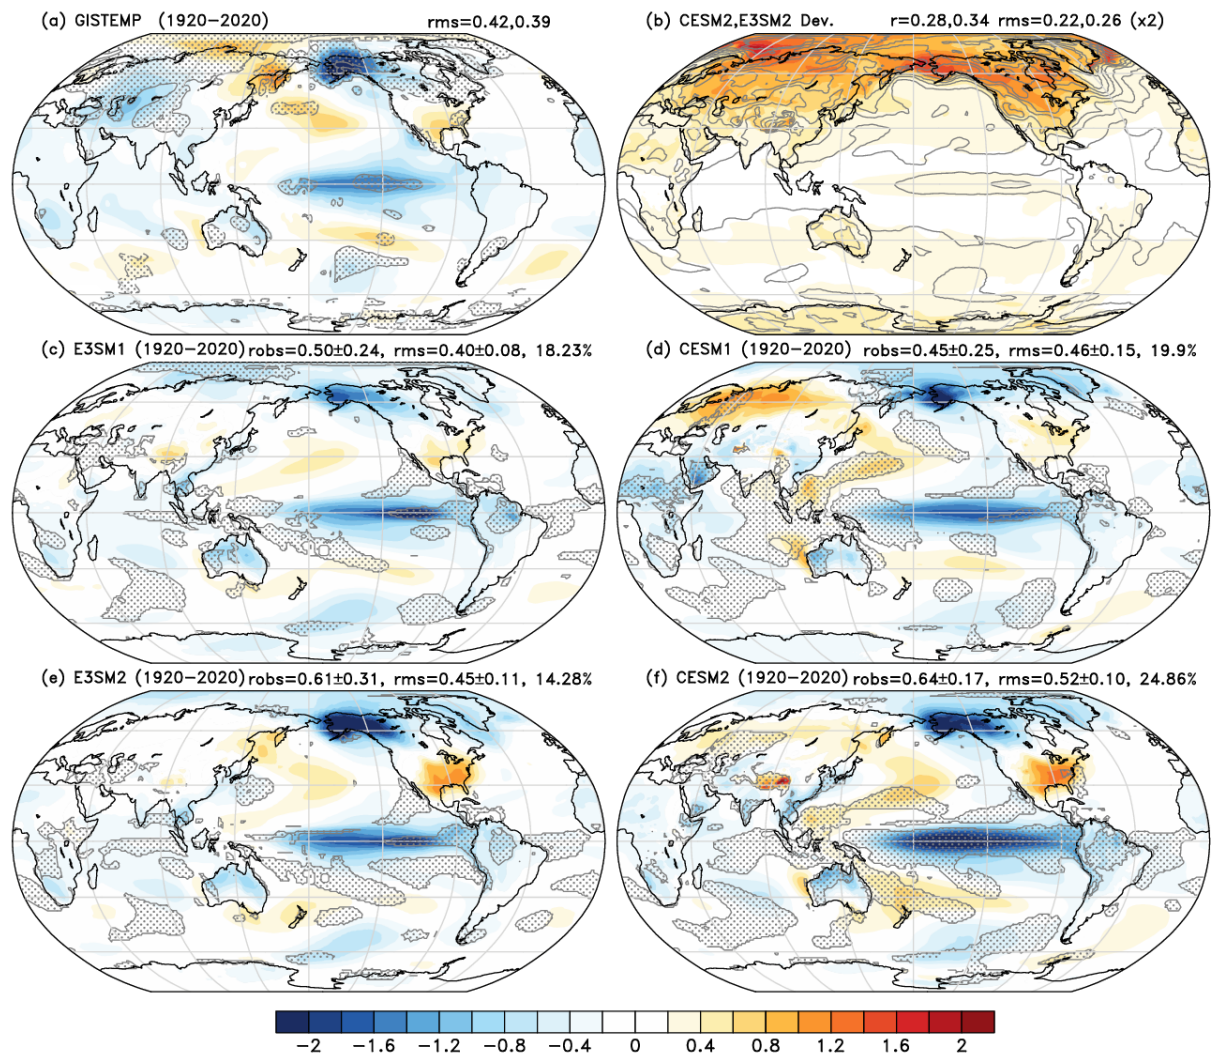 (a) GISTEMP (1920−2020) rms=0.42,0.39
(b) CESM2,E3SM2 Dev. r=0.28,0.34 rms=0.22,0.26 (x2)
(c) E3SM1 (1920−2020) robs=0.50±0.24, rms=0.40±0.08, 18.23%
(d) CESM1 (1920−2020) robs=0.45±0.25, rms=0.46±0.15, 19.9%
(e) E3SM2 (1920−2020) robs=0.61±0.31, rms=0.45±0.11, 14.28%
(f) CESM2 (1920−2020) robs=0.64±0.17, rms=0.52±0.10, 24.86%
−2 −1.6 −1.2 −0.8 −0.4 0 0.4 0.8 1.2 1.6 2